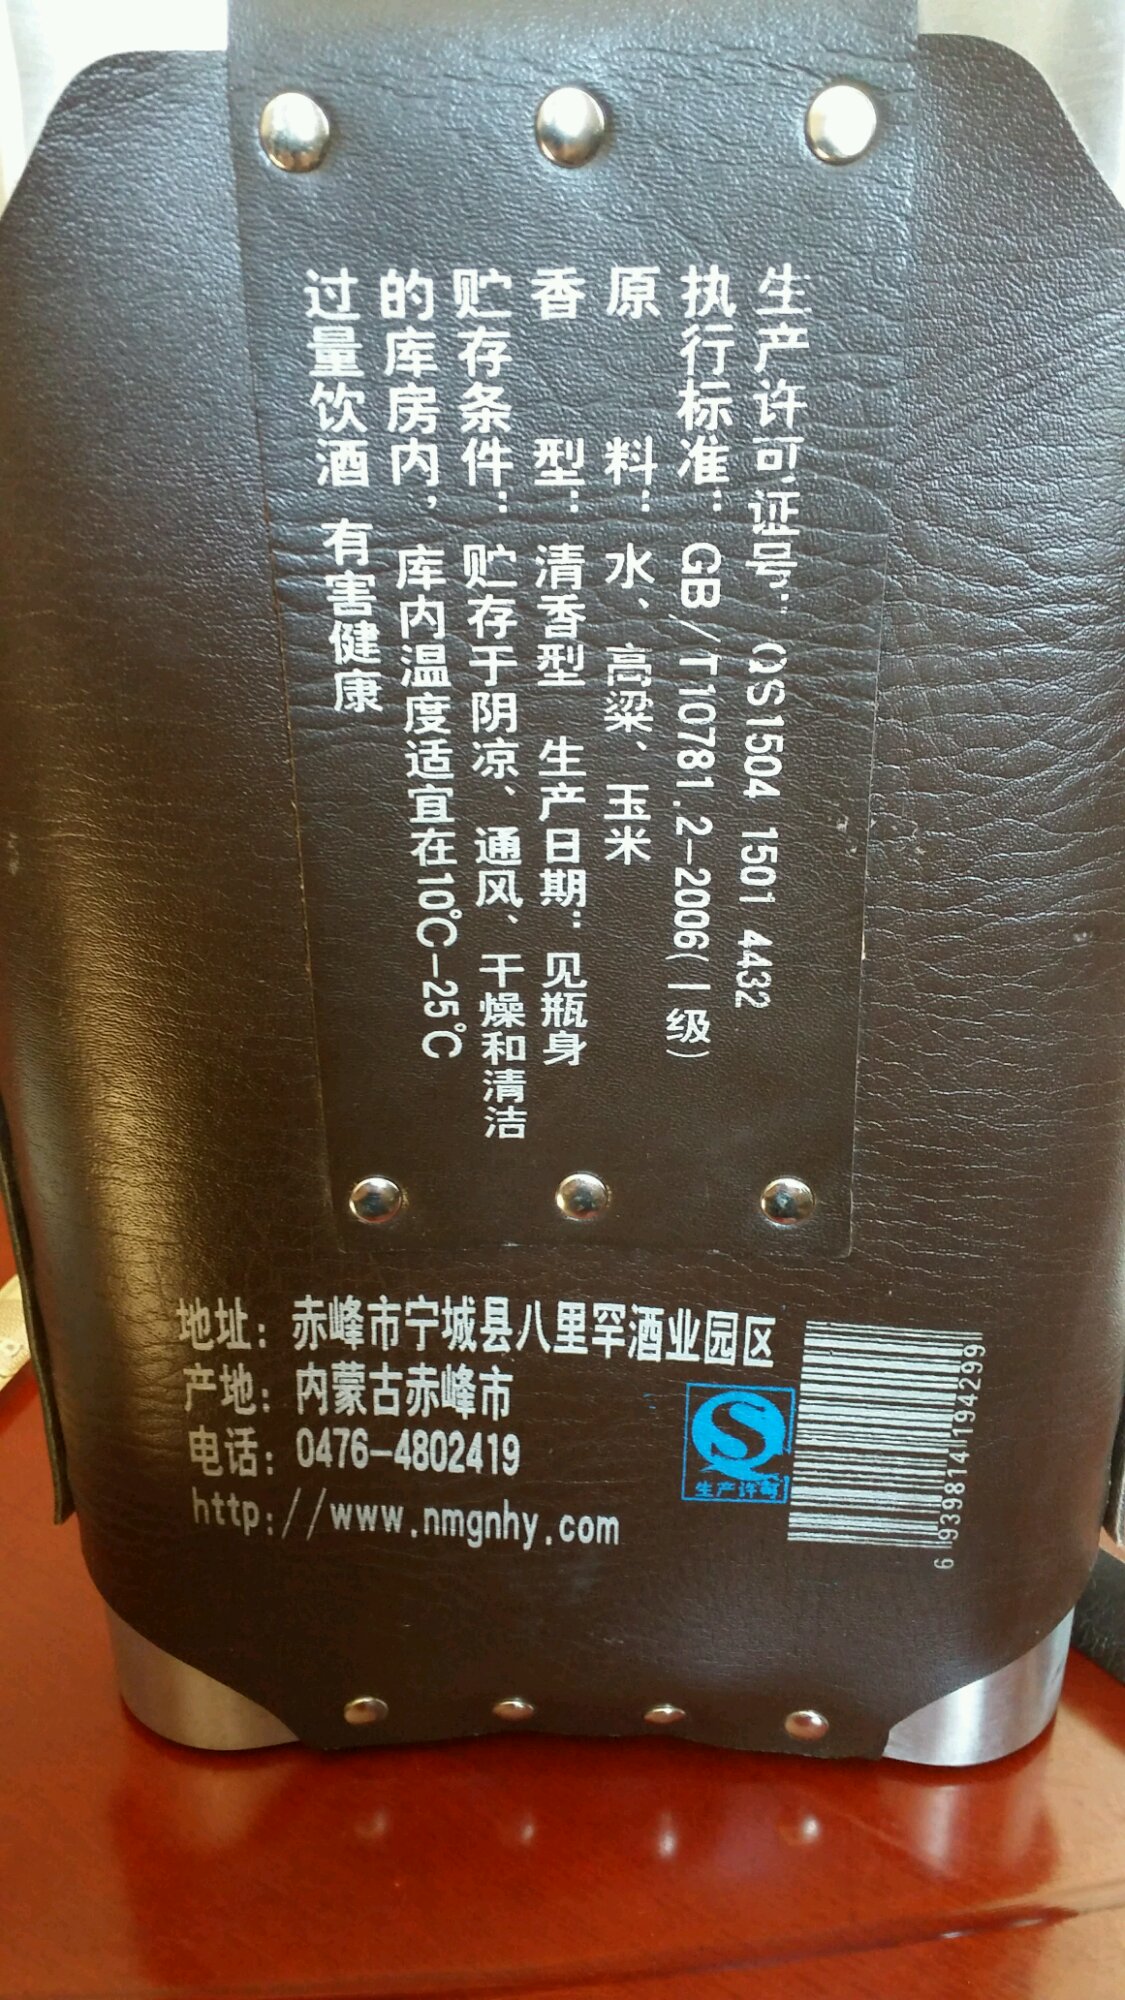 生产许可证号：QS1504 1501 4432
执行标准：GB/T10781.2-2006(一级)
原 料：水、高粱、玉米
香 型：清香型 生产日期：见瓶身
贮存条件：贮存于阴凉、通风、干燥和清洁
的库房内，库内温度适宜在10℃-25℃
过量饮酒 有害健康
地址：赤峰市宁城县八里罕酒业园区
产地：内蒙古赤峰市
电话：0476-4802419
http://www.nmgnhy.com
生产许可
6 939814 194299